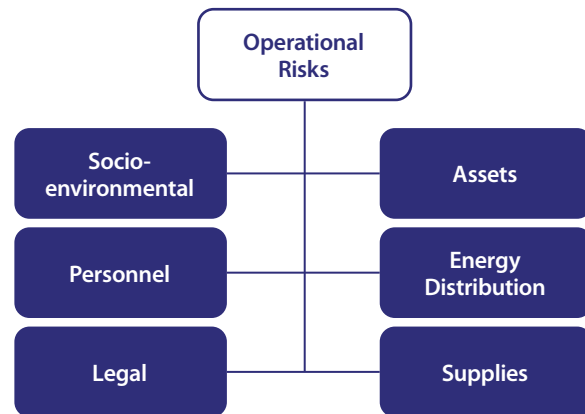 Operational
Risks
Socio-
environmental
Assets
Personnel
Energy
Distribution
Legal
Supplies